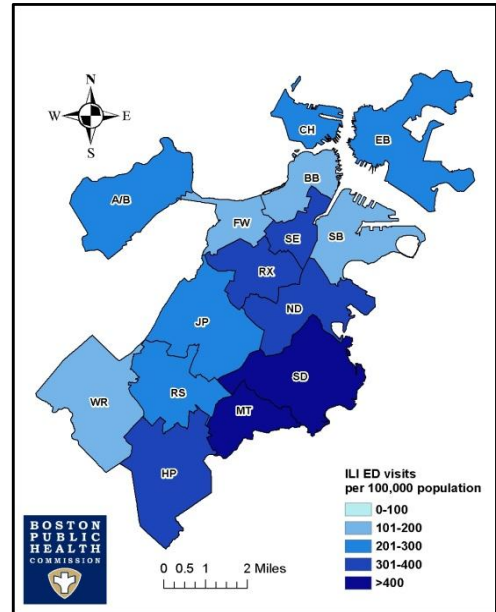 N
W E
S
CH
EB
BB
A/B
FW
SE
SB
RX
ND
JP
SD
WR
RS
MT
HP
ILI ED visits
per 100,000 population
0-100
101-200
201-300
301-400
>400
BOSTON
PUBLIC
HEALTH
COMMISSION
0 0.5 1 2 Miles